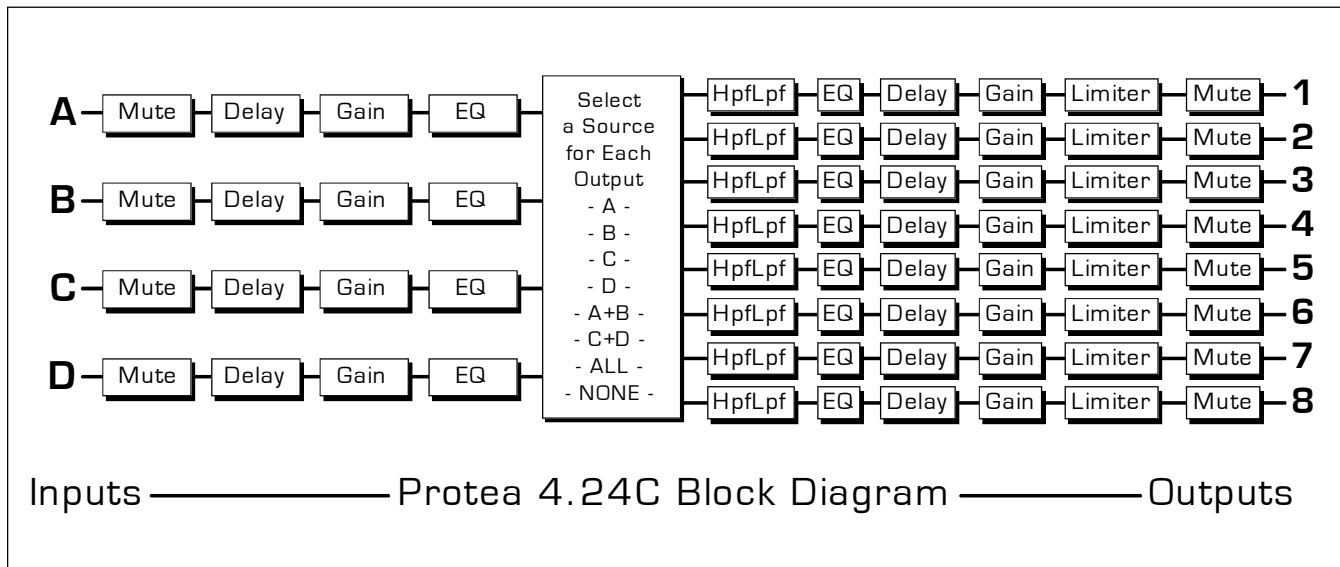 A Mute Delay Gain EQ
B Mute Delay Gain EQ
C Mute Delay Gain EQ
D Mute Delay Gain EQ
Select
a Source
for Each
Output
- A -
- B -
- C -
- D -
- A+B -
- C+D -
- ALL -
- NONE -
HpfLpf EQ Delay Gain Limiter Mute 1
HpfLpf EQ Delay Gain Limiter Mute 2
HpfLpf EQ Delay Gain Limiter Mute 3
HpfLpf EQ Delay Gain Limiter Mute 4
HpfLpf EQ Delay Gain Limiter Mute 5
HpfLpf EQ Delay Gain Limiter Mute 6
HpfLpf EQ Delay Gain Limiter Mute 7
HpfLpf EQ Delay Gain Limiter Mute 8
Inputs Protea 4.24C Block Diagram Outputs